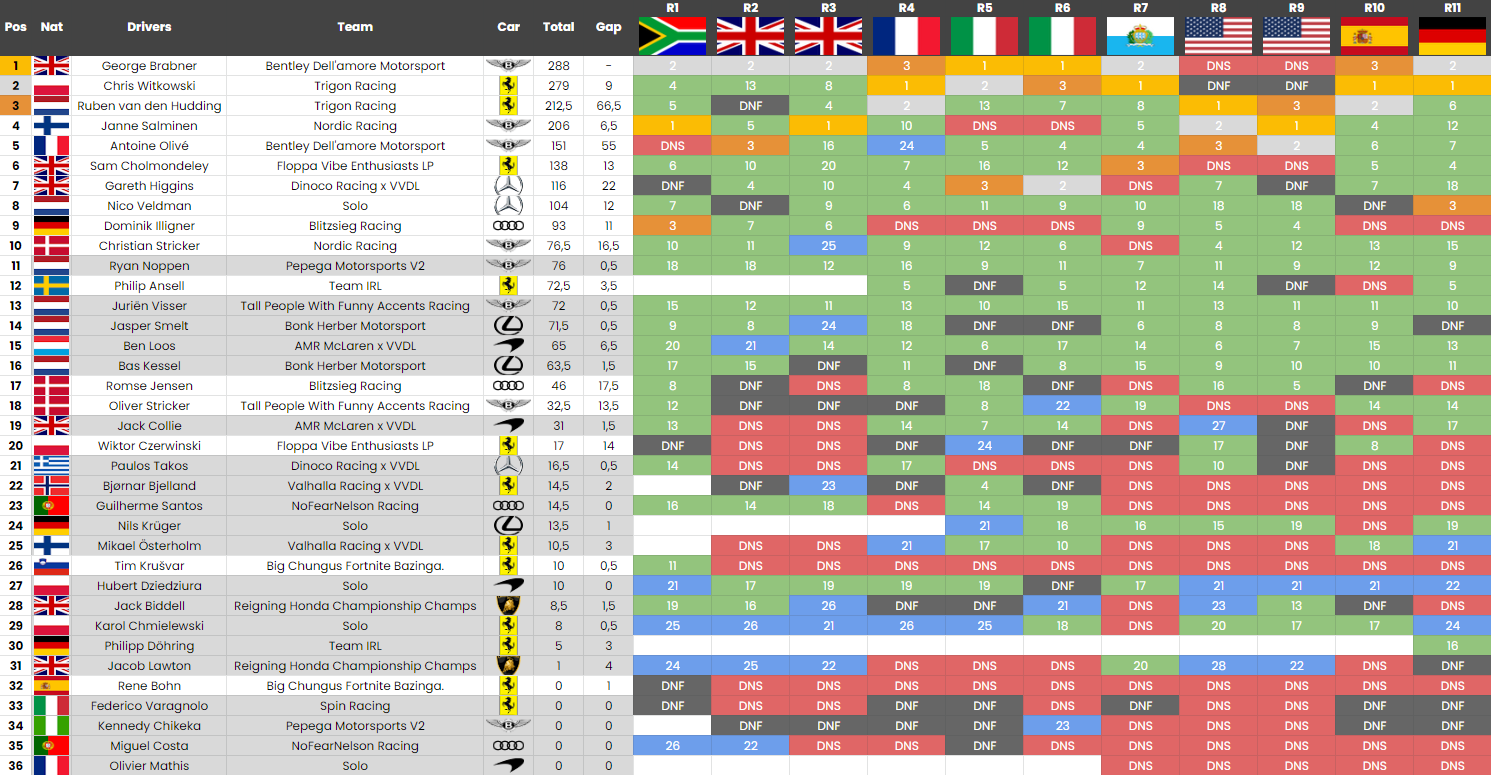 Pos Nat Drivers Team Car Total Gap R1 R2 R3 R4 R5 R6 R7 R8 R9 R10 R11
1 George Brabner Bentley Dell'amore Motorsport 288 - 2 2 2 3 1 1 2 DNS DNS 3 2
2 Chris Witkowski Trigon Racing 279 9 4 13 8 1 2 3 1 DNF DNF 1 1
3 Ruben van den Hudding Trigon Racing 212,5 66,5 5 DNF 4 2 13 7 8 1 3 2 6
4 Janne Salminen Nordic Racing 206 6,5 1 5 1 10 DNS DNS 5 2 1 4 12
5 Antoine Olivé Bentley Dell'amore Motorsport 151 55 DNS 3 16 24 5 4 4 3 2 6 7
6 Sam Cholmondeley Floppa Vibe Enthusiasts LP 138 13 6 10 20 7 16 12 3 DNS DNS 5 4
7 Gareth Higgins Dinoco Racing x VVDL 116 22 DNF 4 10 4 3 2 DNS 7 DNF 7 18
8 Nico Veldman Solo 104 12 7 DNF 9 6 11 9 10 18 18 DNF 3
9 Dominik Illigner Blitzsieg Racing 93 11 3 7 6 DNS DNS DNS 9 5 4 DNS DNS
10 Christian Stricker Nordic Racing 76,5 16,5 10 11 25 9 12 6 DNS 4 12 13 15
11 Ryan Noppen Pepega Motorsports V2 76 0,5 18 18 12 16 9 11 7 11 9 12 9
12 Philip Ansell Team IRL 72,5 3,5 5 DNF 5 12 14 DNF DNS 5
13 Juriën Visser Tall People With Funny Accents Racing 72 0,5 15 12 11 13 10 15 11 13 11 11 10
14 Jasper Smelt Bonk Herber Motorsport 71,5 0,5 9 8 24 18 DNF DNF 6 8 8 9 DNF
15 Ben Loos AMR McLaren x VVDL 65 6,5 20 21 14 12 6 17 14 6 7 15 13
16 Bas Kessel Bonk Herber Motorsport 63,5 1,5 17 15 DNF 11 DNF 8 15 9 10 10 11
17 Romse Jensen Blitzsieg Racing 46 17,5 8 DNF DNS 8 18 DNF DNS 16 5 DNF DNS
18 Oliver Stricker Tall People With Funny Accents Racing 32,5 13,5 12 DNF DNF DNF 8 22 19 DNS DNS 14 14
19 Jack Collie AMR McLaren x VVDL 31 1,5 13 DNS DNS 14 7 14 DNS 27 DNF DNS 17
20 Wiktor Czerwinski Floppa Vibe Enthusiasts LP 17 14 DNF DNS DNS DNF 24 DNF DNF 17 DNF 8 DNS
21 Paulos Takos Dinoco Racing x VVDL 16,5 0,5 14 DNS DNS 17 DNS DNS DNS 10 DNF DNS DNS
22 Bjørnar Bjelland Valhalla Racing x VVDL 14,5 2 DNF 23 DNF 4 DNF DNS DNS DNS DNS DNS
23 Guilherme Santos NoFearNelson Racing 14,5 0 16 14 18 DNS 14 19 DNS DNS DNS DNS DNS
24 Nils Krüger Solo 13,5 1 21 16 16 15 19 DNS 19
25 Mikael Österholm Valhalla Racing x VVDL 10,5 3 DNS DNS 21 17 10 DNS DNS DNS 18 21
26 Tim Krušvar Big Chungus Fortnite Bazinga. 10 0,5 11 DNS DNS DNS DNS DNS DNS DNS DNS DNS DNS
27 Hubert Dziedziura Solo 10 0 21 17 19 19 19 DNF 17 21 21 21 22
28 Jack Biddell Reigning Honda Championship Champs 8,5 1,5 19 16 26 DNF DNF 21 DNS 23 13 DNF DNS
29 Karol Chmielewski Solo 8 0,5 25 26 21 26 25 18 DNS 20 17 17 24
30 Philipp Döhring Team IRL 5 3 16
31 Jacob Lawton Reigning Honda Championship Champs 1 4 24 25 22 DNS DNS DNS 20 28 22 DNS DNF
32 Rene Bohn Big Chungus Fortnite Bazinga. 0 1 DNF DNS DNS DNS DNS DNS DNS DNS DNS DNS DNS
33 Federico Varagnolo Spin Racing 0 0 DNF DNS DNS DNF DNF DNS DNF DNS DNS DNF DNF
34 Kennedy Chikeka Pepega Motorsports V2 0 0 DNF DNF DNF DNF 23 DNS DNS DNS DNF DNF
35 Miguel Costa NoFearNelson Racing 0 0 26 22 DNS DNS DNF DNS DNS DNS DNS DNS DNS
36 Olivier Mathis Solo 0 0 DNS DNS DNS DNS DNS